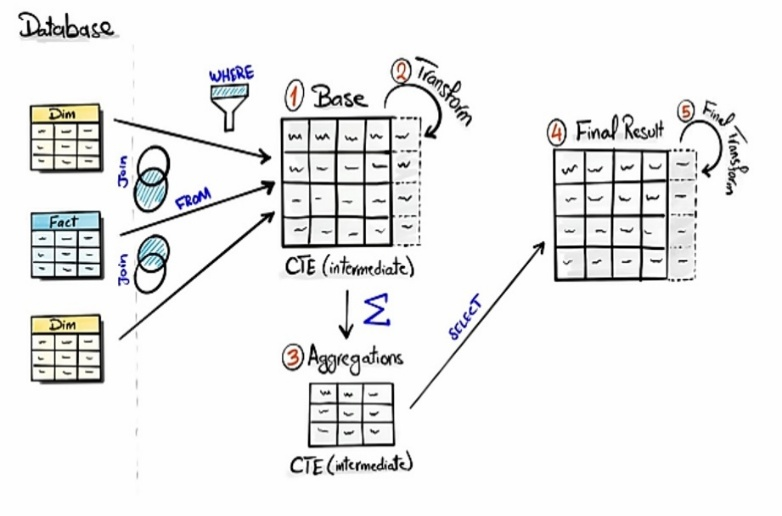 Database
Dim
Join
Fact
Join
Dim
WHERE
FROM
1 Base
2 Transform
CTE (intermediate)
Σ
3 Aggregations
CTE (intermediate)
SELECT
4 Final Result
5 Final Transform